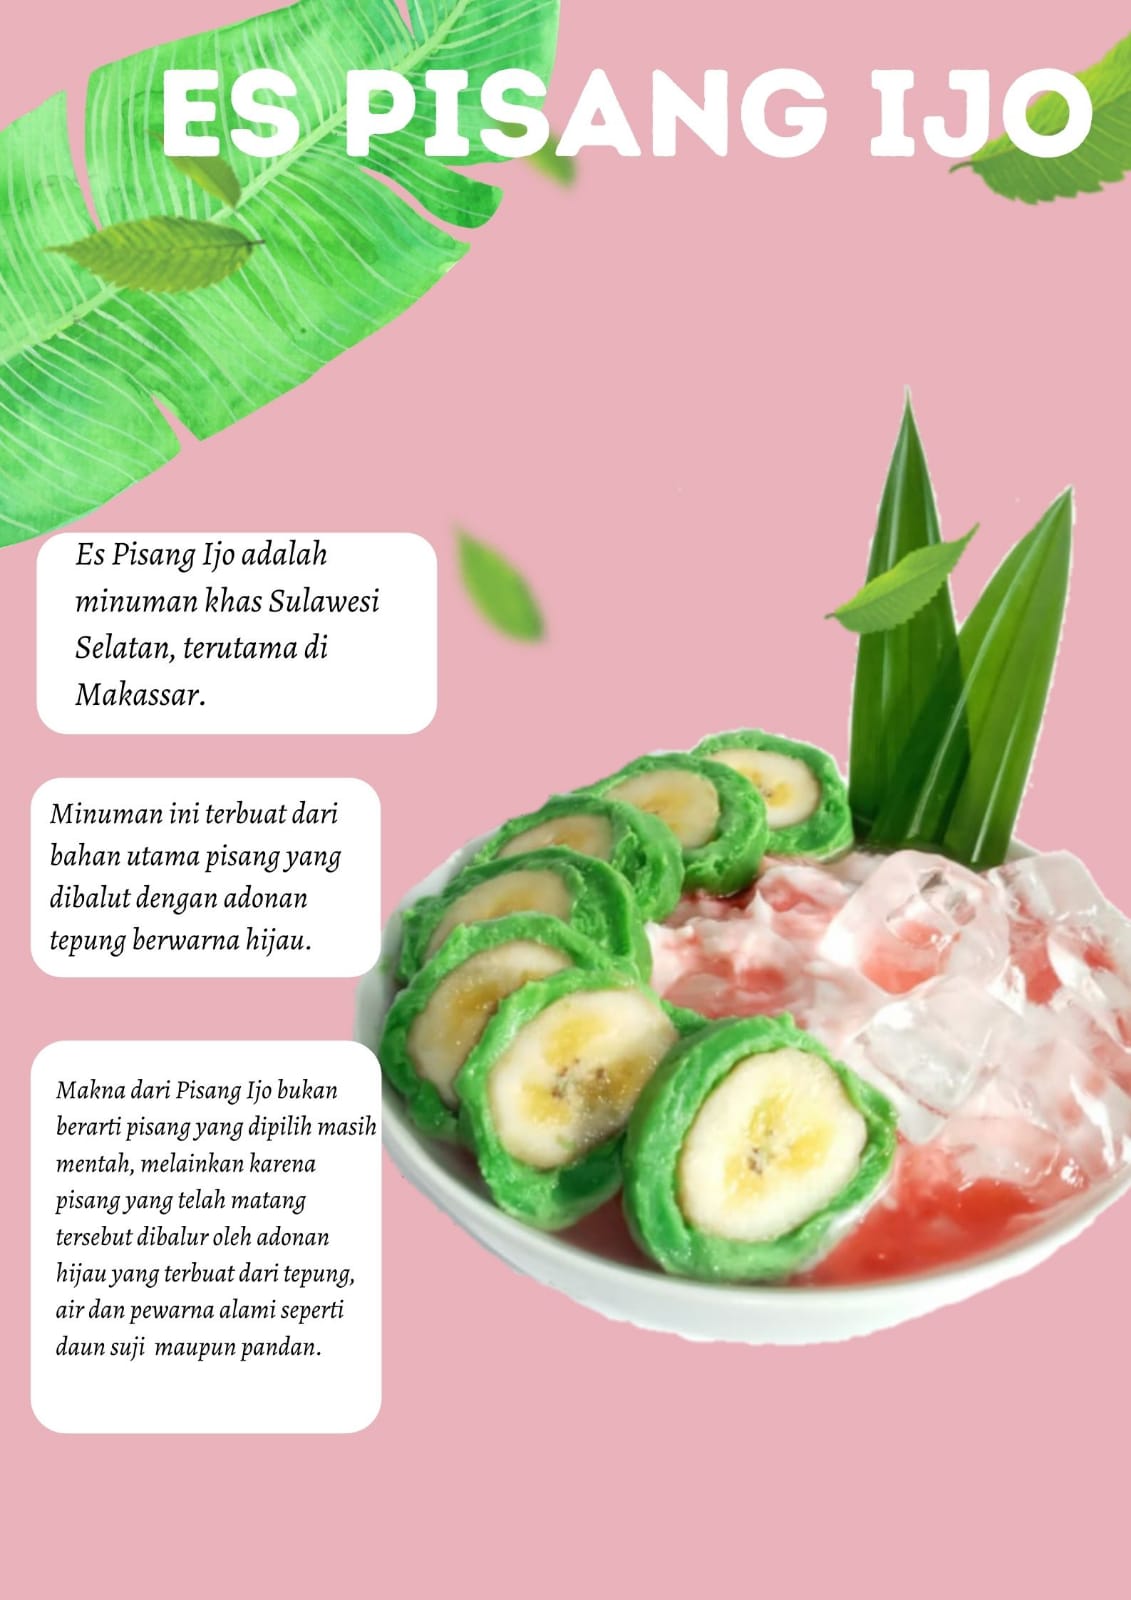 ES PISANG IJO
Es Pisang Ijo adalah
minuman khas Sulawesi
Selatan, terutama di
Makassar.
Minuman ini terbuat dari
bahan utama pisang yang
dibalut dengan adonan
tepung berwarna hijau.
Makna dari Pisang Ijo bukan
berarti pisang yang dipilih masih
mentah, melainkan karena
pisang yang telah matang
tersebut dibalur oleh adonan
hijau yang terbuat dari tepung,
air dan pewarna alami seperti
daun suji  maupun pandan.